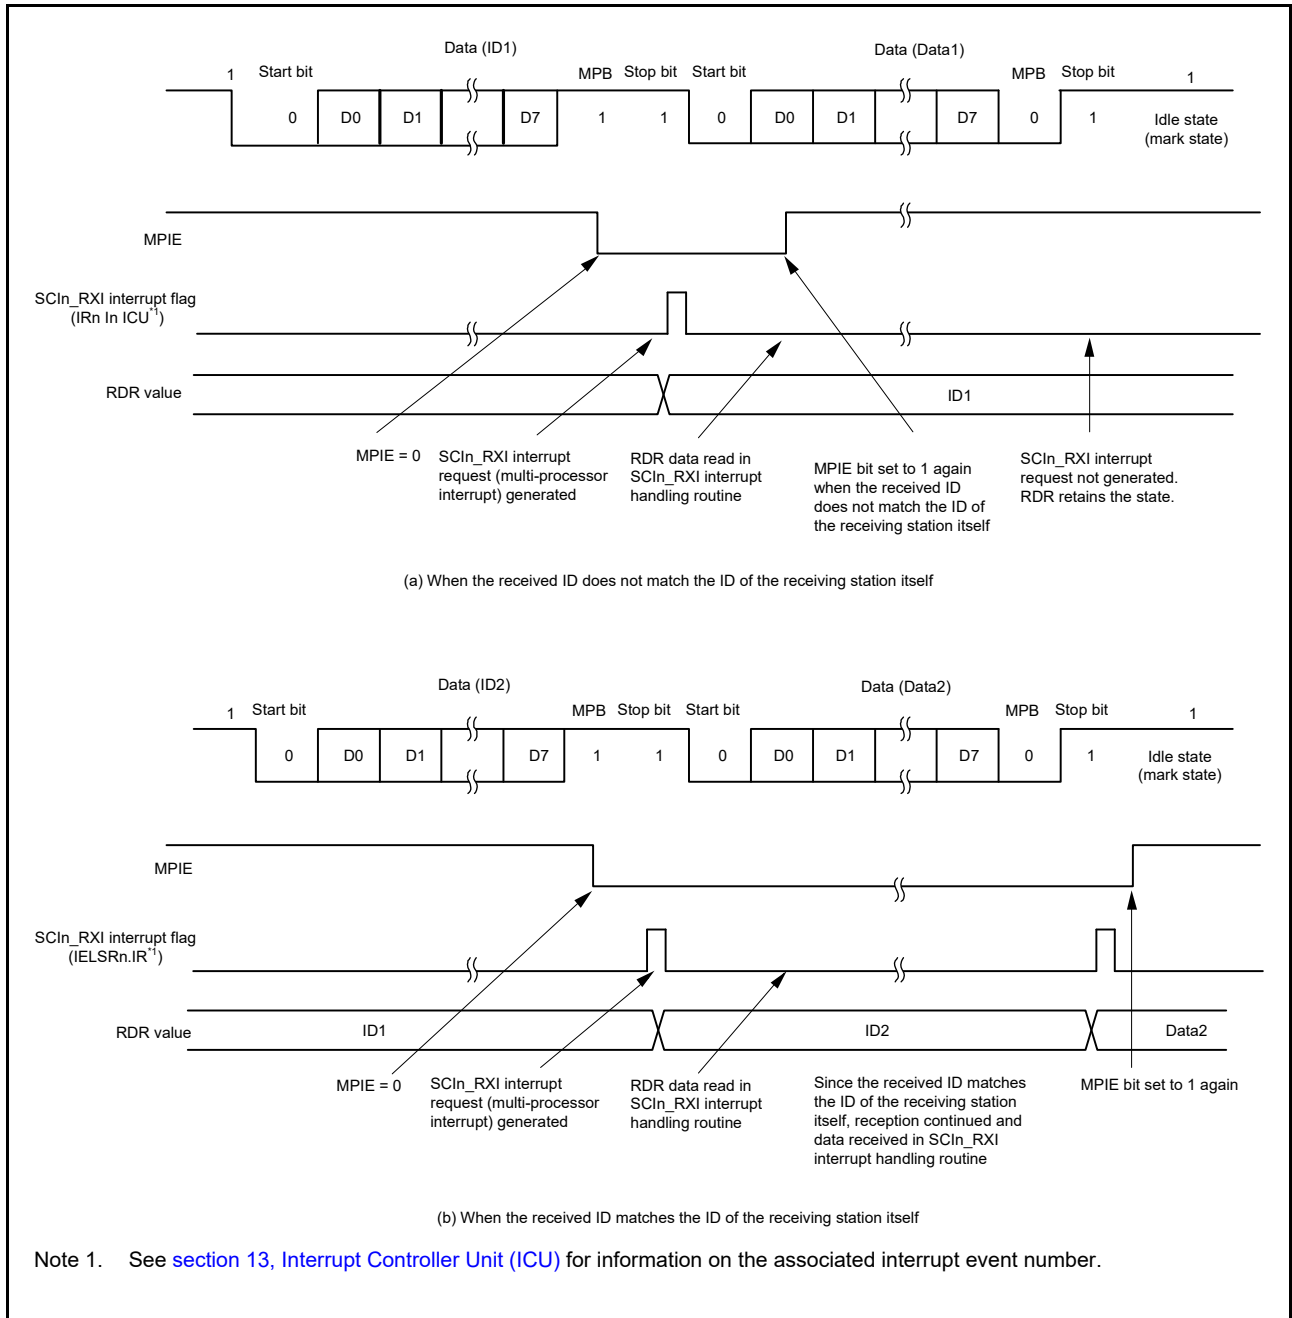 Data (ID1)
Data (Data1)
1 Start bit MPB Stop bit Start bit MPB Stop bit 1
0 D0 D1 D7 1 1 0 D0 D1 D7 0 1 Idle state
(mark state)
MPIE
SCIn_RXI interrupt flag
(IRn In ICU*1)
RDR value
ID1
MPIE = 0
SCIn_RXI interrupt
request (multi-processor
interrupt) generated
RDR data read in
SCIn_RXI interrupt
handling routine
MPIE bit set to 1 again
when the received ID
does not match the ID of
the receiving station itself
SCIn_RXI interrupt
request not generated.
RDR retains the state.
(a) When the received ID does not match the ID of the receiving station itself
Data (ID2)
Data (Data2)
1 Start bit MPB Stop bit Start bit MPB Stop bit 1
0 D0 D1 D7 1 1 0 D0 D1 D7 0 1 Idle state
(mark state)
MPIE
SCIn_RXI interrupt flag
(IELSRn.IR*1)
RDR value
ID1
ID2
Data2
MPIE = 0
SCIn_RXI interrupt
request (multi-processor
interrupt) generated
RDR data read in
SCIn_RXI interrupt
handling routine
Since the received ID matches
the ID of the receiving station
itself, reception continued and
data received in SCIn_RXI
interrupt handling routine
MPIE bit set to 1 again
(b) When the received ID matches the ID of the receiving station itself
Note 1. See section 13, Interrupt Controller Unit (ICU) for information on the associated interrupt event number.